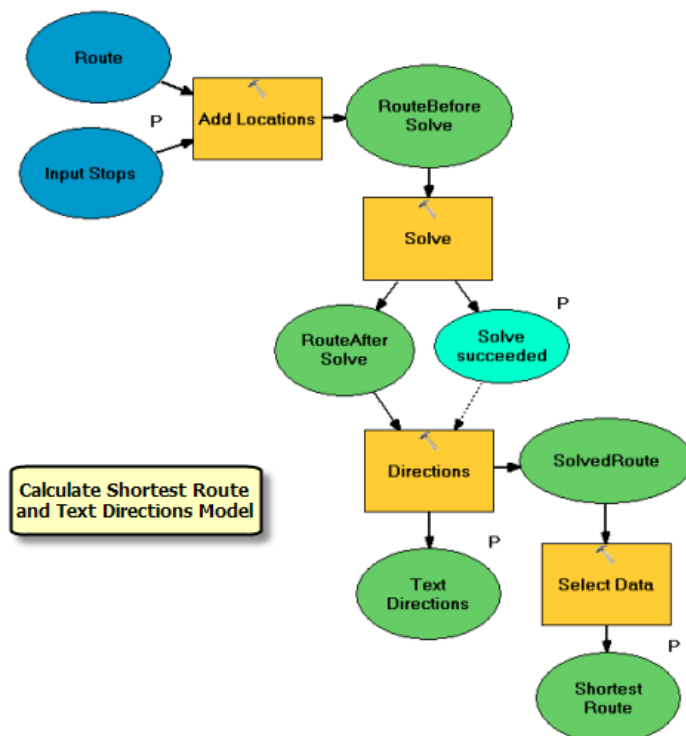 Route
P
Add Locations
Input Stops
RouteBefore
Solve
Solve
P
RouteAfter
Solve
Solve
succeeded
Directions
SolvedRoute
Calculate Shortest Route
and Text Directions Model
P
Text
Directions
Select Data
P
Shortest
Route